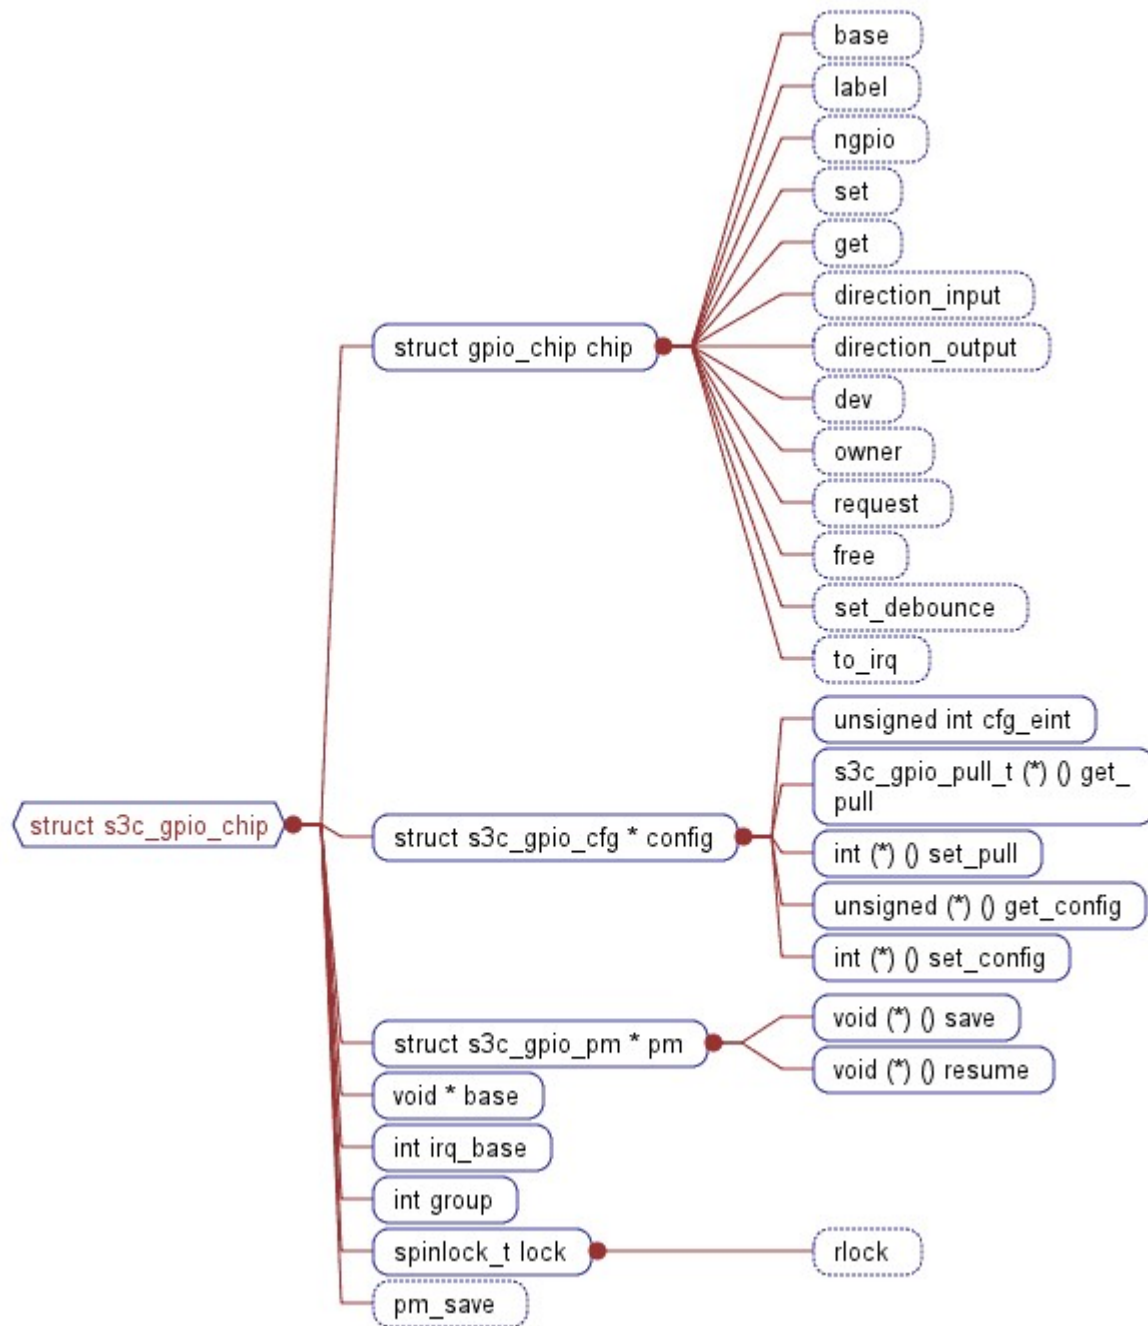 base
label
ngpio
set
get
direction_input
struct gpio_chip chip
direction_output
dev
owner
request
free
set_debounce
to_irq
unsigned int cfg_eint
s3c_gpio_pull_t (*) () get_
pull
struct s3c_gpio_chip
struct s3c_gpio_cfg * config
int (*) () set_pull
unsigned (*) () get_config
int (*) () set_config
void (*) () save
struct s3c_gpio_pm * pm
void (*) () resume
void * base
int irq_base
int group
spinlock_t lock
rlock
pm_save